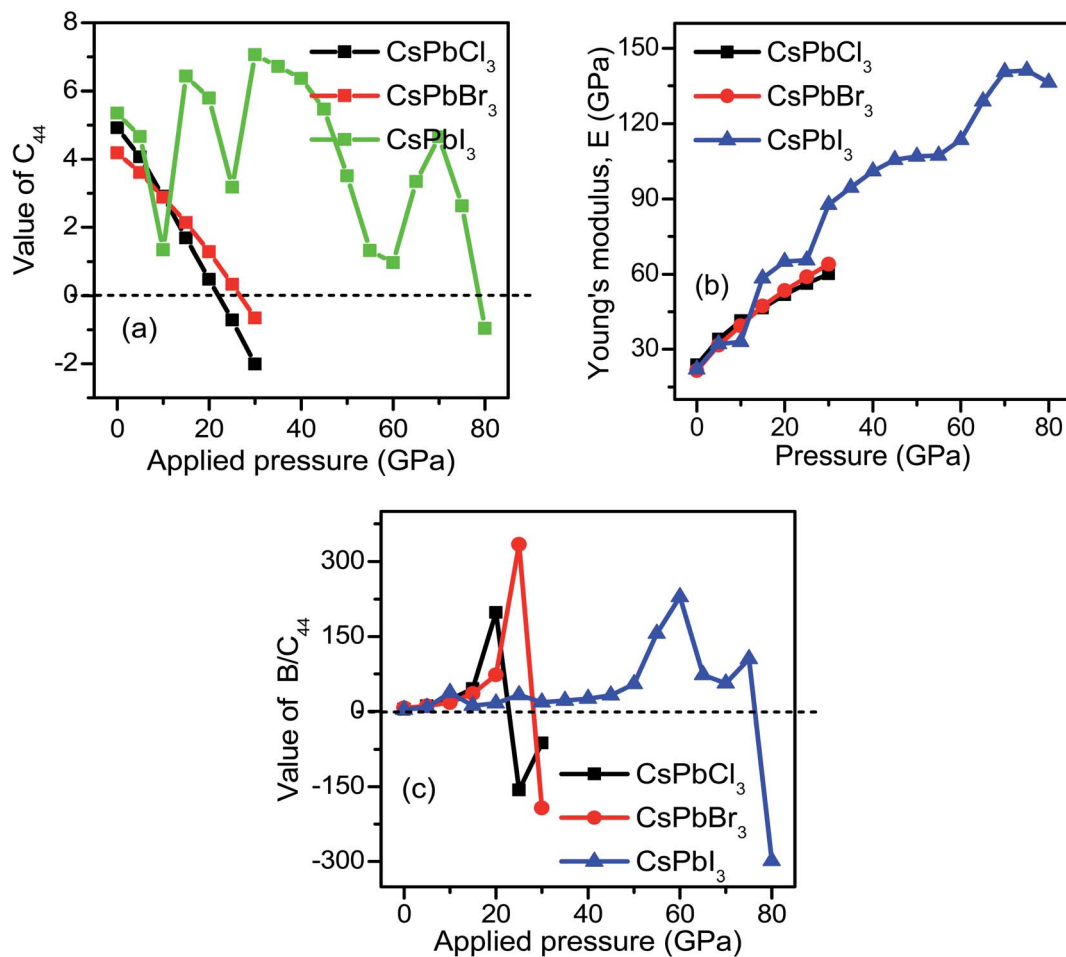 8
6
4
2
0
-2
Value of C₄₄
CsPbCl₃
CsPbBr₃
CsPbI₃
(a)
0 20 40 60 80
Applied pressure (GPa)
150
120
90
60
30
Young's modulus, E (GPa)
CsPbCl₃
CsPbBr₃
CsPbI₃
(b)
0 20 40 60 80
Pressure (GPa)
300
150
0
-150
-300
Value of B/C₄₄
(c)
CsPbCl₃
CsPbBr₃
CsPbI₃
0 20 40 60 80
Applied pressure (GPa)